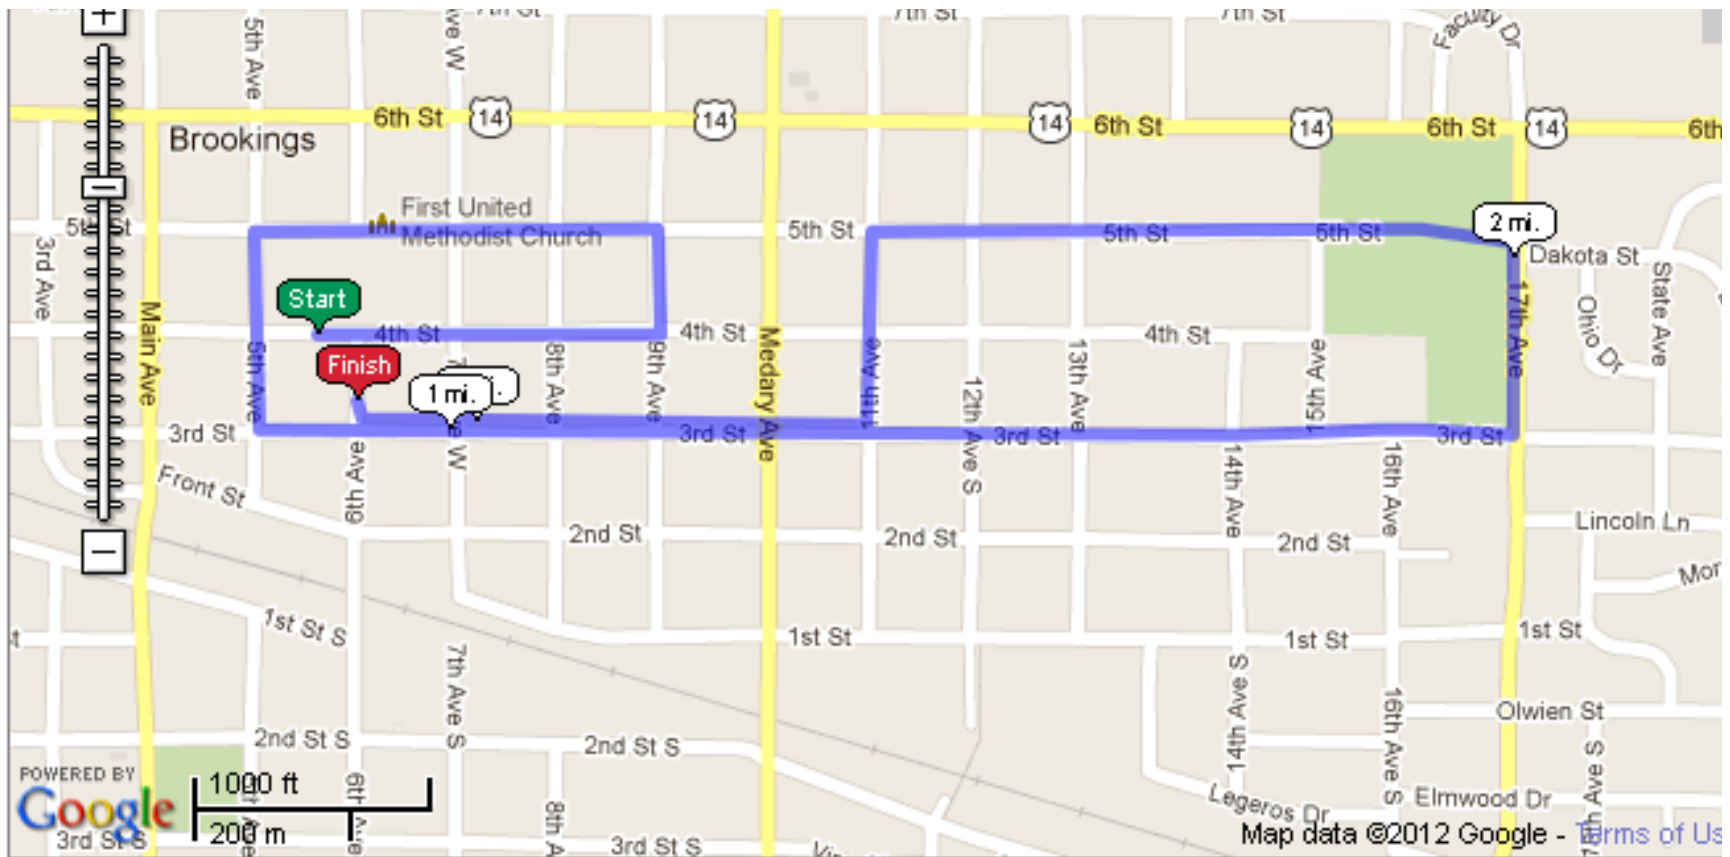 7th St
7th St
7th St
5th Ave
Ave W
Faculty Dr
6th St
14
14
14
6th St
14
6th St
14
6th
Brookings
First United
Methodist Church
5th St
5th St
5th St
5th St
2 mi.
Dakota St
3rd Ave
Start
4th St
4th St
4th St
Main Ave
Medary Ave
17th Ave
Ohio Dr
State Ave
Finish
1 mi.
5th Ave
8th Ave
9th Ave
11th Ave
12th Ave S
13th Ave
15th Ave
3rd St
3rd St
3rd St
3rd St
Front St
6th Ave
14th Ave
16th Ave
2nd St
2nd St
2nd St
Lincoln Ln
Mor
1st St S
1st St
1st St
1st St
7th Ave S
14th Ave S
16th Ave S
Olwien St
2nd St S
2nd St S
POWERED BY
Google
1000 ft
200 m
8th A
Legeros Dr
Elmwood Dr
17th Ave S
3rd St S
3rd St S
Map data ©2012 Google - Terms of Us